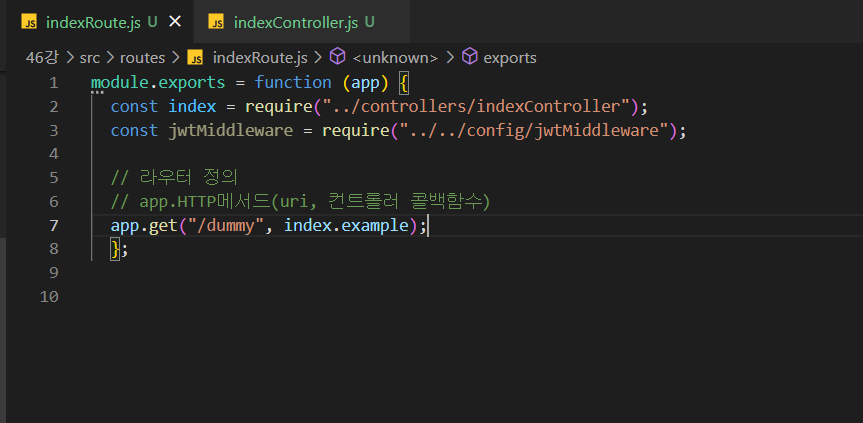 JS indexRoute.js U × JS indexController.js U
46강 > src > routes > JS indexRoute.js > <unknown> > exports
1 module.exports = function (app) {
2 const index = require("../controllers/indexController");
3 const jwtMiddleware = require("../../config/jwtMiddleware");
4
5 // 라우터 정의
6 // app.HTTP메서드(uri, 컨트롤러 콜백함수)
7 app.get("/dummy", index.example);
8 };
9
10